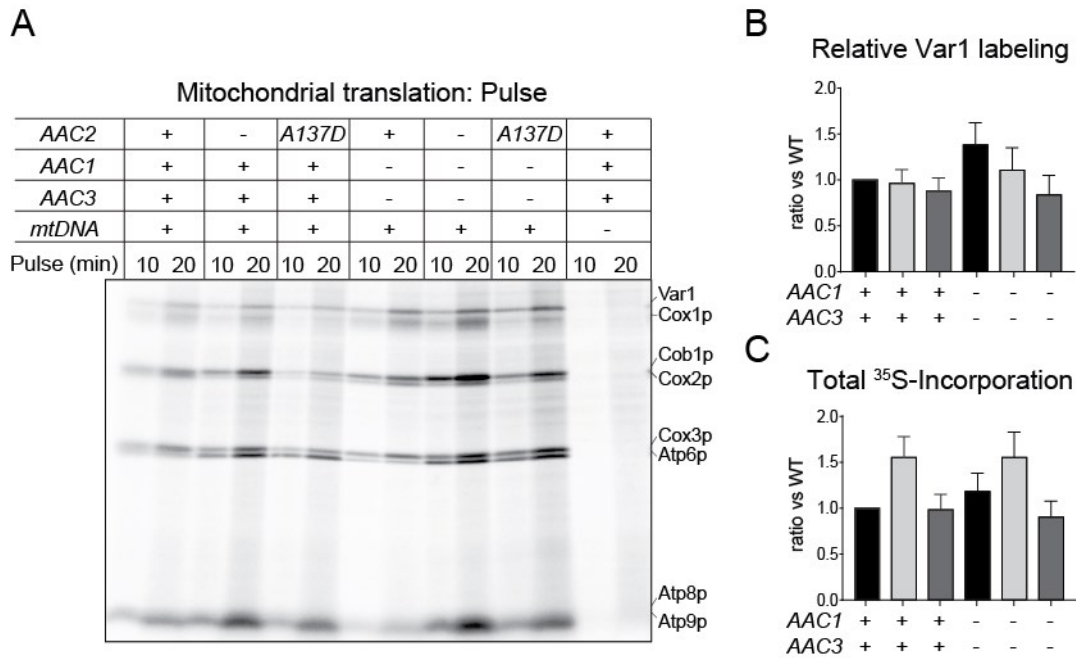 A
Mitochondrial translation: Pulse
AAC2 + - A137D + - A137D +
AAC1 + + + - - - +
AAC3 + + + - - - +
mtDNA + + + + + + -
Pulse (min) 10 20 10 20 10 20 10 20 10 20 10 20 10 20
Var1
Cox1p
Cob1p
Cox2p
Cox3p
Atp6p
Atp8p
Atp9p
B
Relative Var1 labeling
ratio vs WT
2.0
1.5
1.0
0.5
0.0
AAC1 + + + - - -
AAC3 + + + - - -
C
Total ³⁵S-Incorporation
ratio vs WT
2.0
1.5
1.0
0.5
0.0
AAC1 + + + - - -
AAC3 + + + - - -